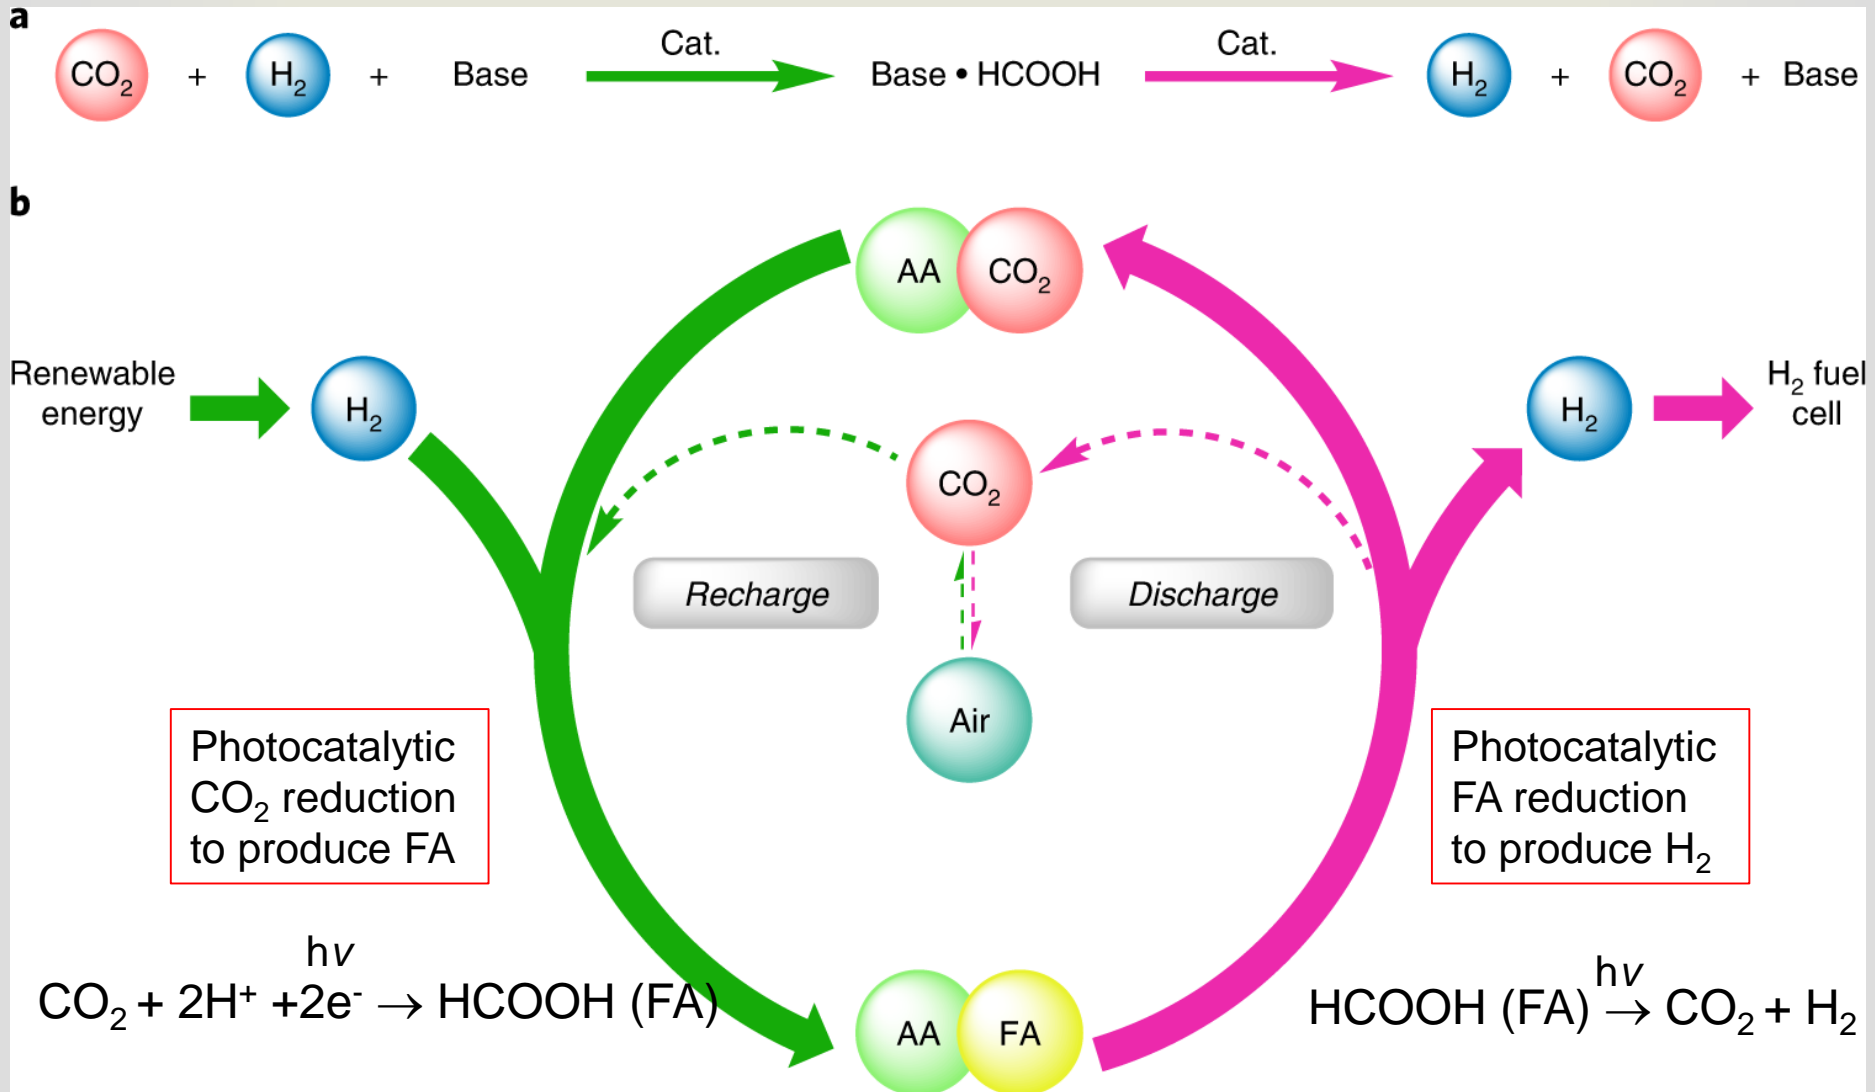 a
CO₂ + H₂ + Base Cat. Base • HCOOH Cat. H₂ + CO₂ + Base
b
AA CO₂
Renewable
energy
H₂
CO₂
H₂
H₂ fuel
cell
Recharge
Discharge
Air
Photocatalytic
CO₂ reduction
to produce FA
Photocatalytic
FA reduction
to produce H₂
hν
CO₂ + 2H⁺ +2e⁻ → HCOOH (FA)
AA FA
hν
HCOOH (FA) → CO₂ + H₂